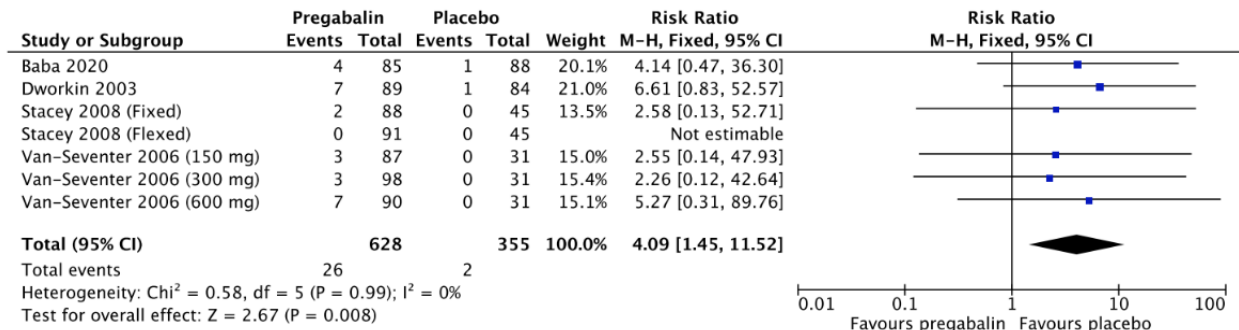 Pregabalin Placebo Risk Ratio Risk Ratio
Study or Subgroup Events Total Events Total Weight M-H, Fixed, 95% CI M-H, Fixed, 95% CI
Baba 2020 4 85 1 88 20.1% 4.14 [0.47, 36.30]
Dworkin 2003 7 89 1 84 21.0% 6.61 [0.83, 52.57]
Stacey 2008 (Fixed) 2 88 0 45 13.5% 2.58 [0.13, 52.71]
Stacey 2008 (Flexed) 0 91 0 45 Not estimable
Van-Seventer 2006 (150 mg) 3 87 0 31 15.0% 2.55 [0.14, 47.93]
Van-Seventer 2006 (300 mg) 3 98 0 31 15.4% 2.26 [0.12, 42.64]
Van-Seventer 2006 (600 mg) 7 90 0 31 15.1% 5.27 [0.31, 89.76]
Total (95% CI) 628 355 100.0% 4.09 [1.45, 11.52]
Total events 26 2
Heterogeneity: Chi² = 0.58, df = 5 (P = 0.99); I² = 0%
Test for overall effect: Z = 2.67 (P = 0.008)
0.01 0.1 1 10 100
Favours pregabalin Favours placebo